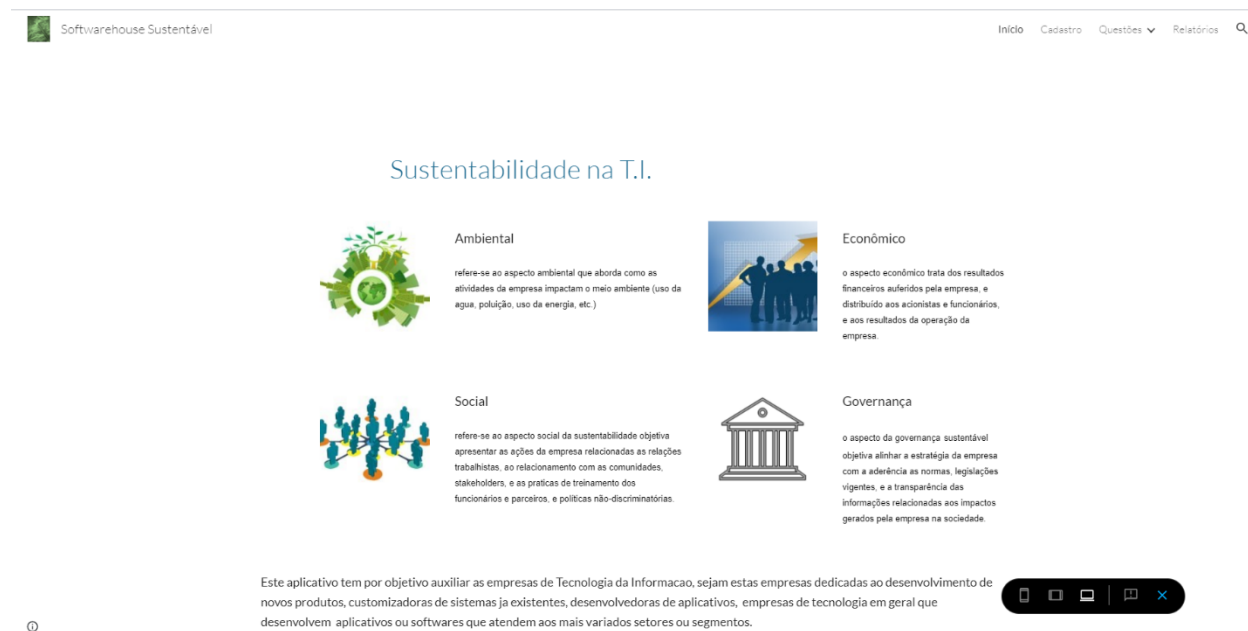 Softwarehouse Sustentável
Início Cadastro Questões Relatórios
Sustentabilidade na T.I.
Ambiental
refere-se ao aspecto ambiental que aborda como as
atividades da empresa impactam o meio ambiente (uso da
agua, poluição, uso da energia, etc.)
Econômico
o aspecto econômico trata dos resultados
financeiros auferidos pela empresa, e
distribuído aos acionistas e funcionários,
e aos resultados da operação da
empresa.
Social
refere-se ao aspecto social da sustentabilidade objetiva
apresentar as ações da empresa relacionadas as relações
trabalhistas, ao relacionamento com as comunidades,
stakeholders, e as praticas de treinamento dos
funcionários e parceiros, e políticas não-discriminatórias.
Governança
o aspecto da governança sustentável
objetiva alinhar a estratégia da empresa
com a aderência as normas, legislações
vigentes, e a transparência das
informações relacionadas aos impactos
gerados pela empresa na sociedade.
Este aplicativo tem por objetivo auxiliar as empresas de Tecnologia da Informacao, sejam estas empresas dedicadas ao desenvolvimento de
novos produtos, customizadoras de sistemas ja existentes, desenvolvedoras de aplicativos, empresas de tecnologia em geral que
desenvolvem aplicativos ou softwares que atendem aos mais variados setores ou segmentos.